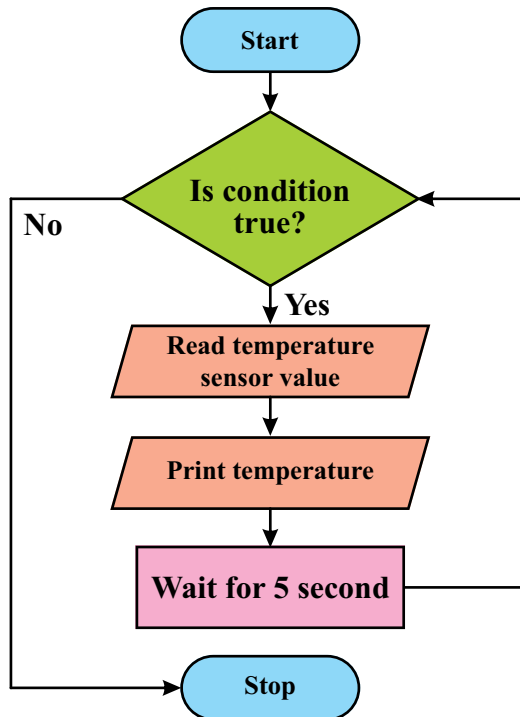 Start
Is condition
true?
No
Yes
Read temperature
sensor value
Print temperature
Wait for 5 second
Stop